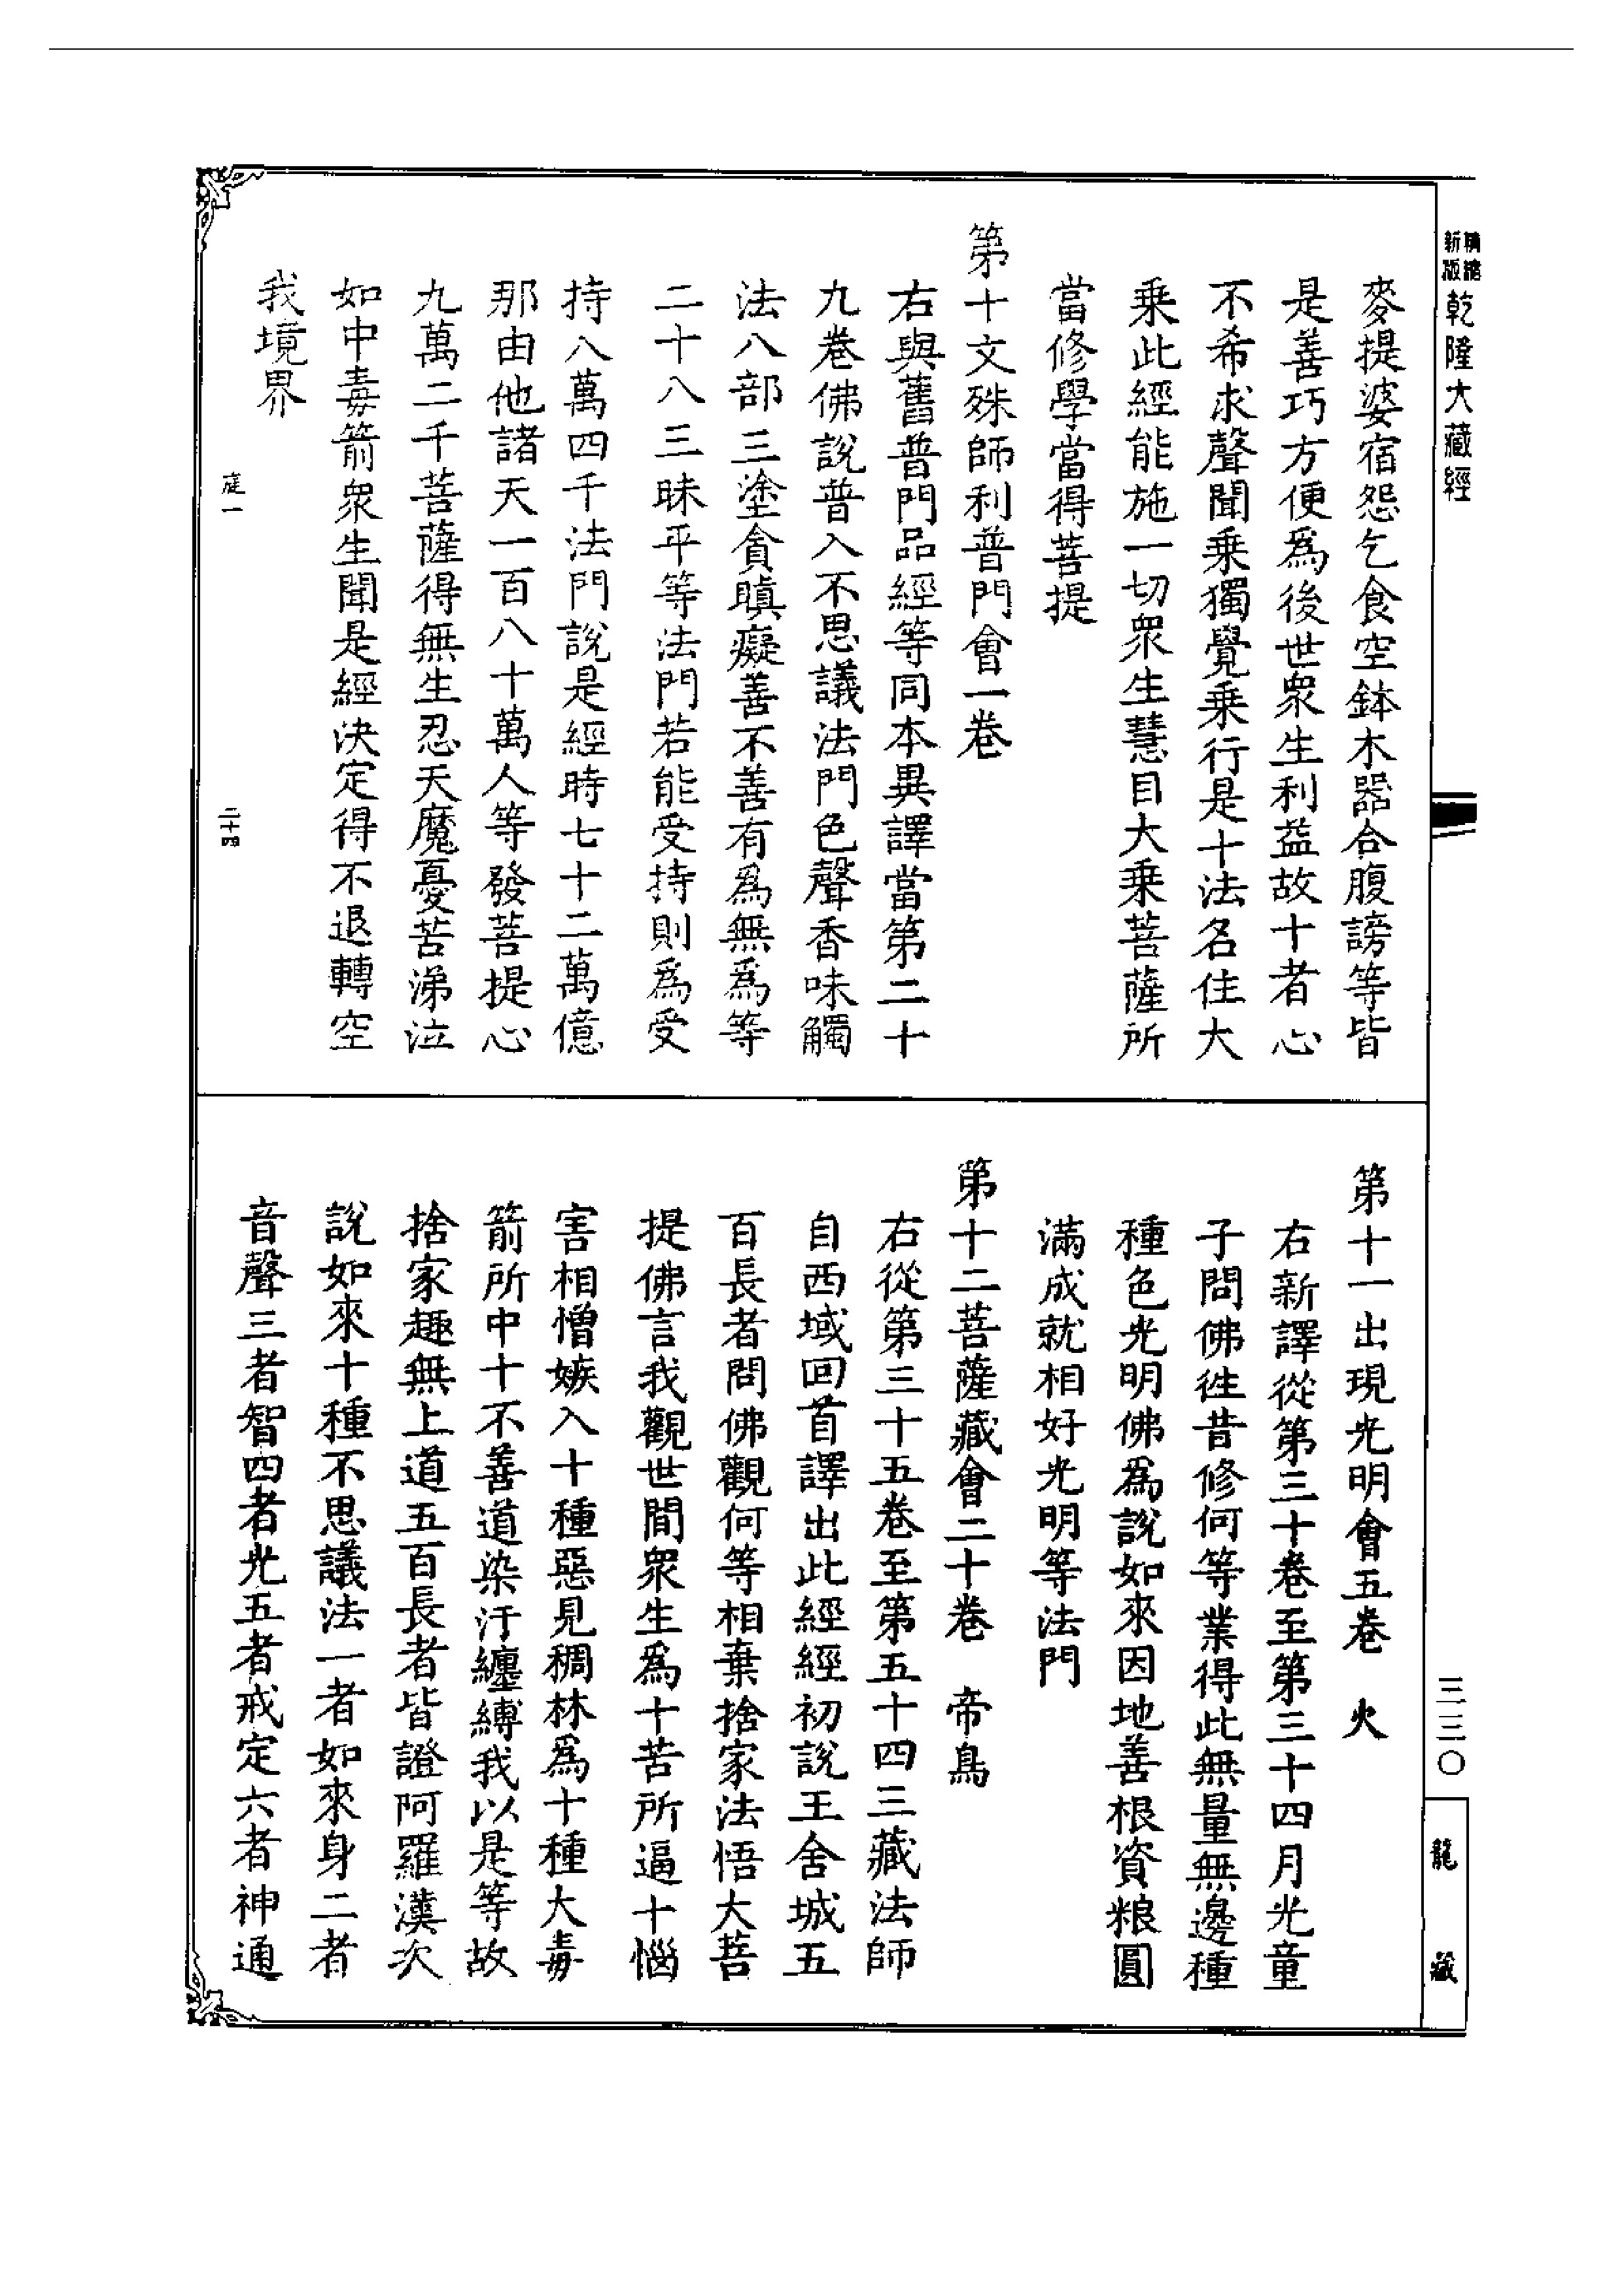 精縮
新版
乾隆大藏經
麥提婆宿怨乞食空鉢木器合腹謗等皆
是善巧方便為後世眾生利益故十者心
不希求聲聞乘獨覺乘行是十法名住大
乘此經能施一切眾生慧目大乘菩薩所
當修學當得菩提
第十文殊師利普門會一卷
右與舊普門品經等同本異譯當第二十
九卷佛說普入不思議法門色聲香味觸
法八部三塗貪瞋癡善不善有為無為等
二十八三昧平等法門若能受持則為受
持八萬四千法門說是經時七十二萬億
那由他諸天一百八十萬人等發菩提心
九萬二千菩薩得無生忍天魔憂苦涕泣
如中毒箭眾生聞是經決定得不退轉空
我境界
庭一
二十四
第十一出現光明會五卷 火
右新譯從第三十卷至第三十四月光童
子問佛往昔修何等業得此無量無邊種
種色光明佛為說如來因地善根資粮圓
滿成就相好光明等法門
第十二菩薩藏會二十卷 帝鳥
右從第三十五卷至第五十四三藏法師
自西域回首譯出此經經初說王舍城五
百長者問佛觀何等相棄捨家法悟大菩
提佛言我觀世間眾生為十苦所逼十惱
害相憎嫉入十種惡見稠林為十種大毒
箭所中十不善道染汙纏縛我以是等故
捨家趣無上道五百長者皆證阿羅漢次
說如來十種不思議法一者如來身二者
音聲三者智四者光五者戒定六者神通
三三〇
龍藏